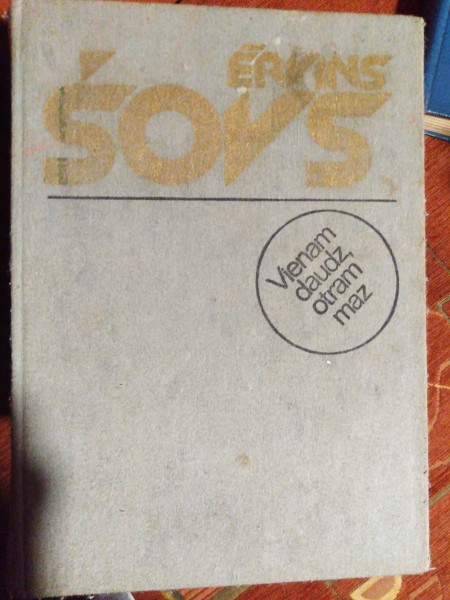 ĒRVINS
ŠOVS
Vienam
daudz,
otram
maz